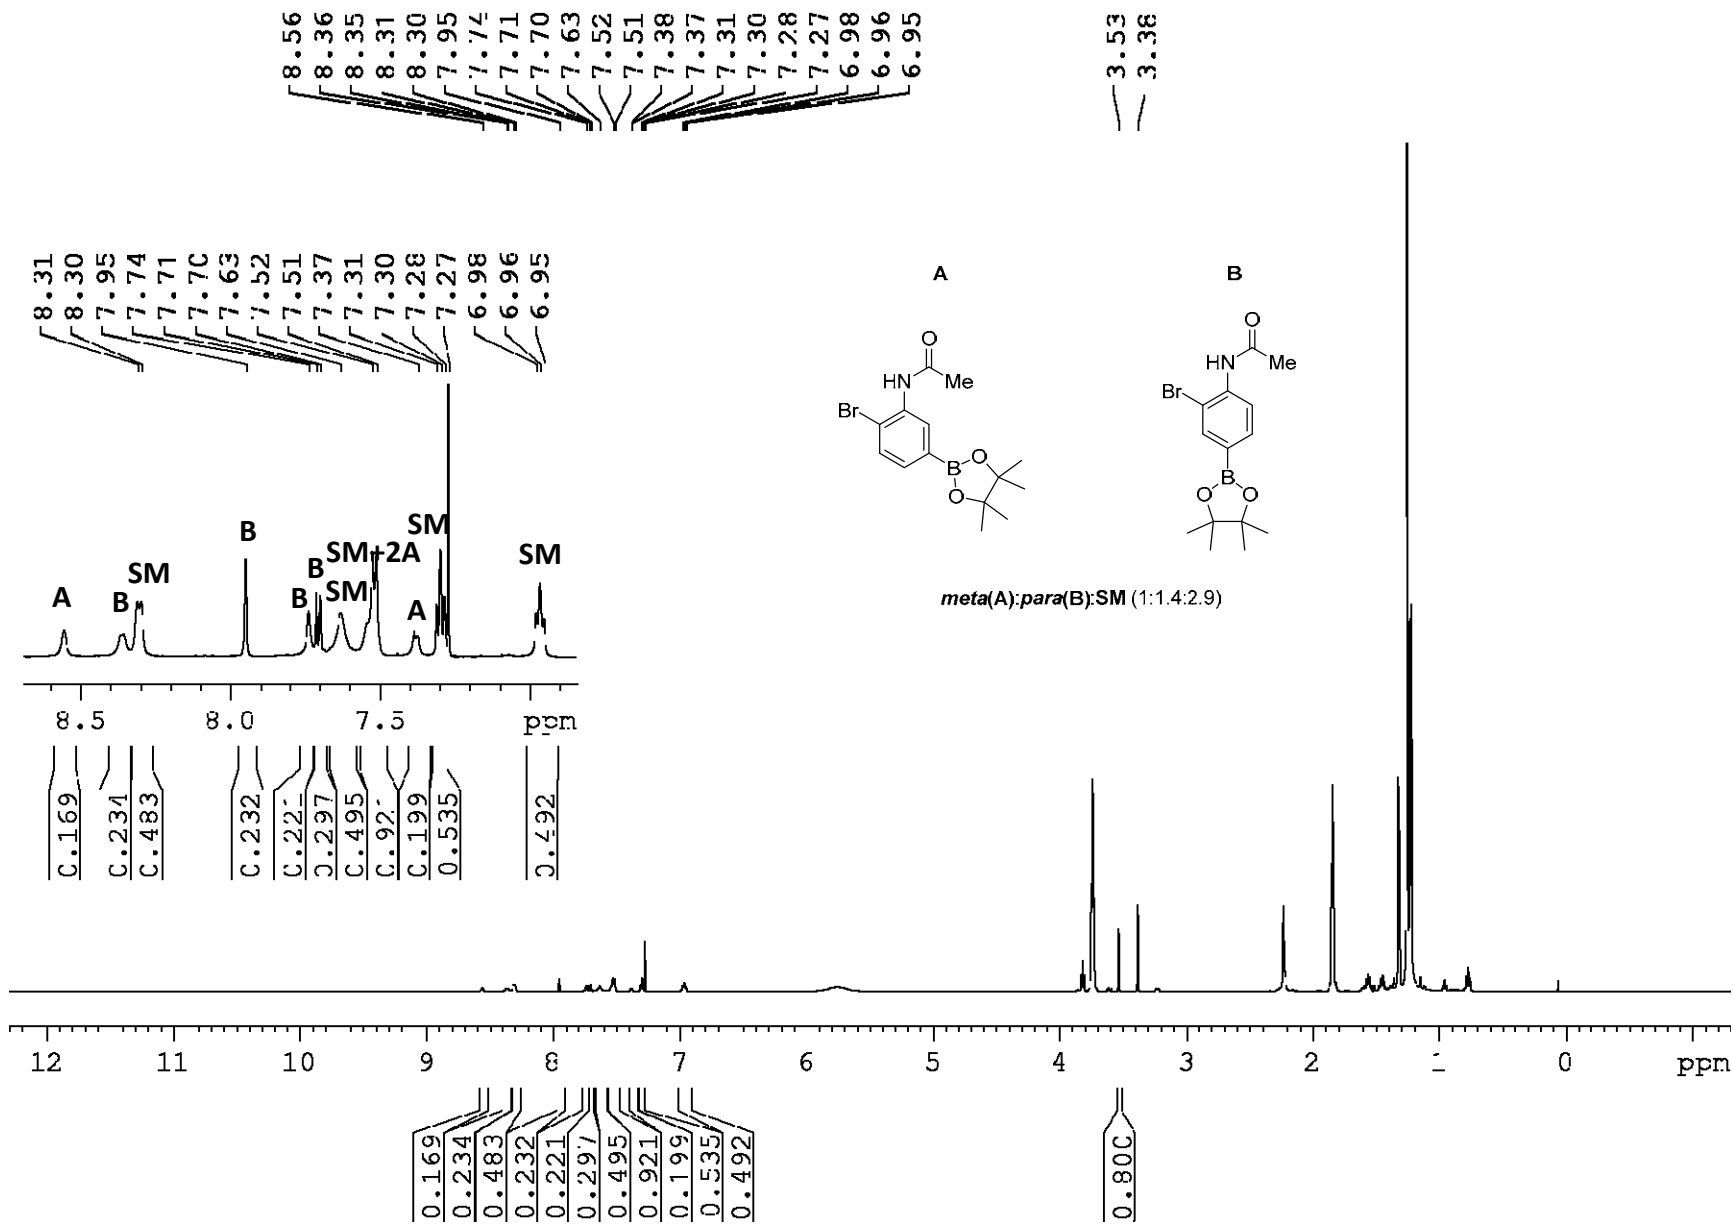 8.56 8.36 8.35 8.31 8.30 7.95 7.74 7.71 7.70 7.63 7.52 7.51 7.38 7.37 7.31 7.30 7.28 7.27 6.98 6.96 6.95
3.53 3.38
8.31 8.30 7.95 7.74 7.71 7.70 7.63 7.52 7.51 7.37 7.31 7.30 7.28 7.27 6.98 6.96 6.95
A
B
O
HN
Me
Br
B
O
O
O
HN
Me
Br
B
O
O
meta(A):para(B):SM (1:1.4:2.9)
A
B
SM
B
B
B
SM
SM+2A
A
SM
SM
8.5 8.0 7.5 ppm
0.169 0.234 0.483 0.232 0.221 0.297 0.495 0.921 0.199 0.535 0.492
12 11 10 9 8 7 6 5 4 3 2 1 0 ppm
0.169 0.234 0.483 0.232 0.221 0.297 0.495 0.921 0.199 0.535 0.492
0.800